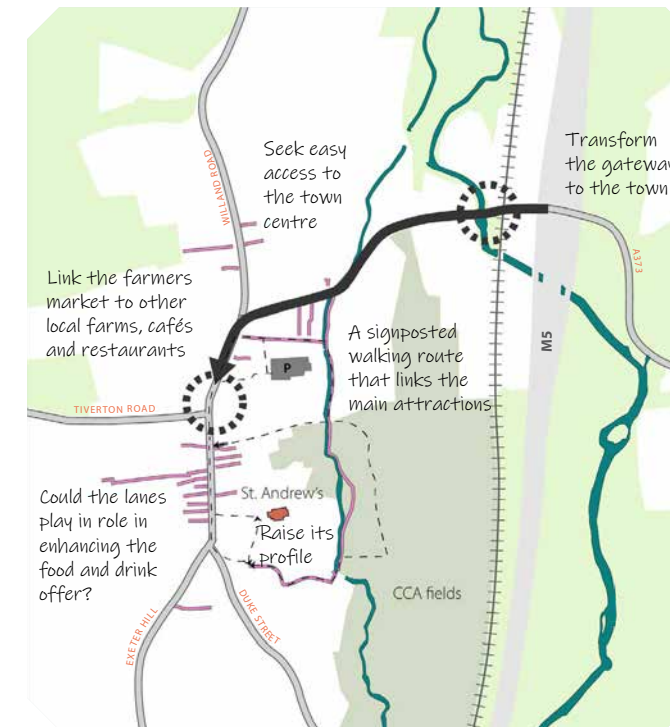 Seek easy
access to
the town
centre
Transform
the gateway
to the town
WILLAND ROAD
A373
M5
Link the farmers
market to other
local farms, cafés
and restaurants
A signposted
walking route
that links the
main attractions
P
TIVERTON ROAD
Could the lanes
play in role in
enhancing the
food and drink
offer?
St. Andrew's
Raise its
profile
CCA fields
EXETER HILL
DUKE STREET